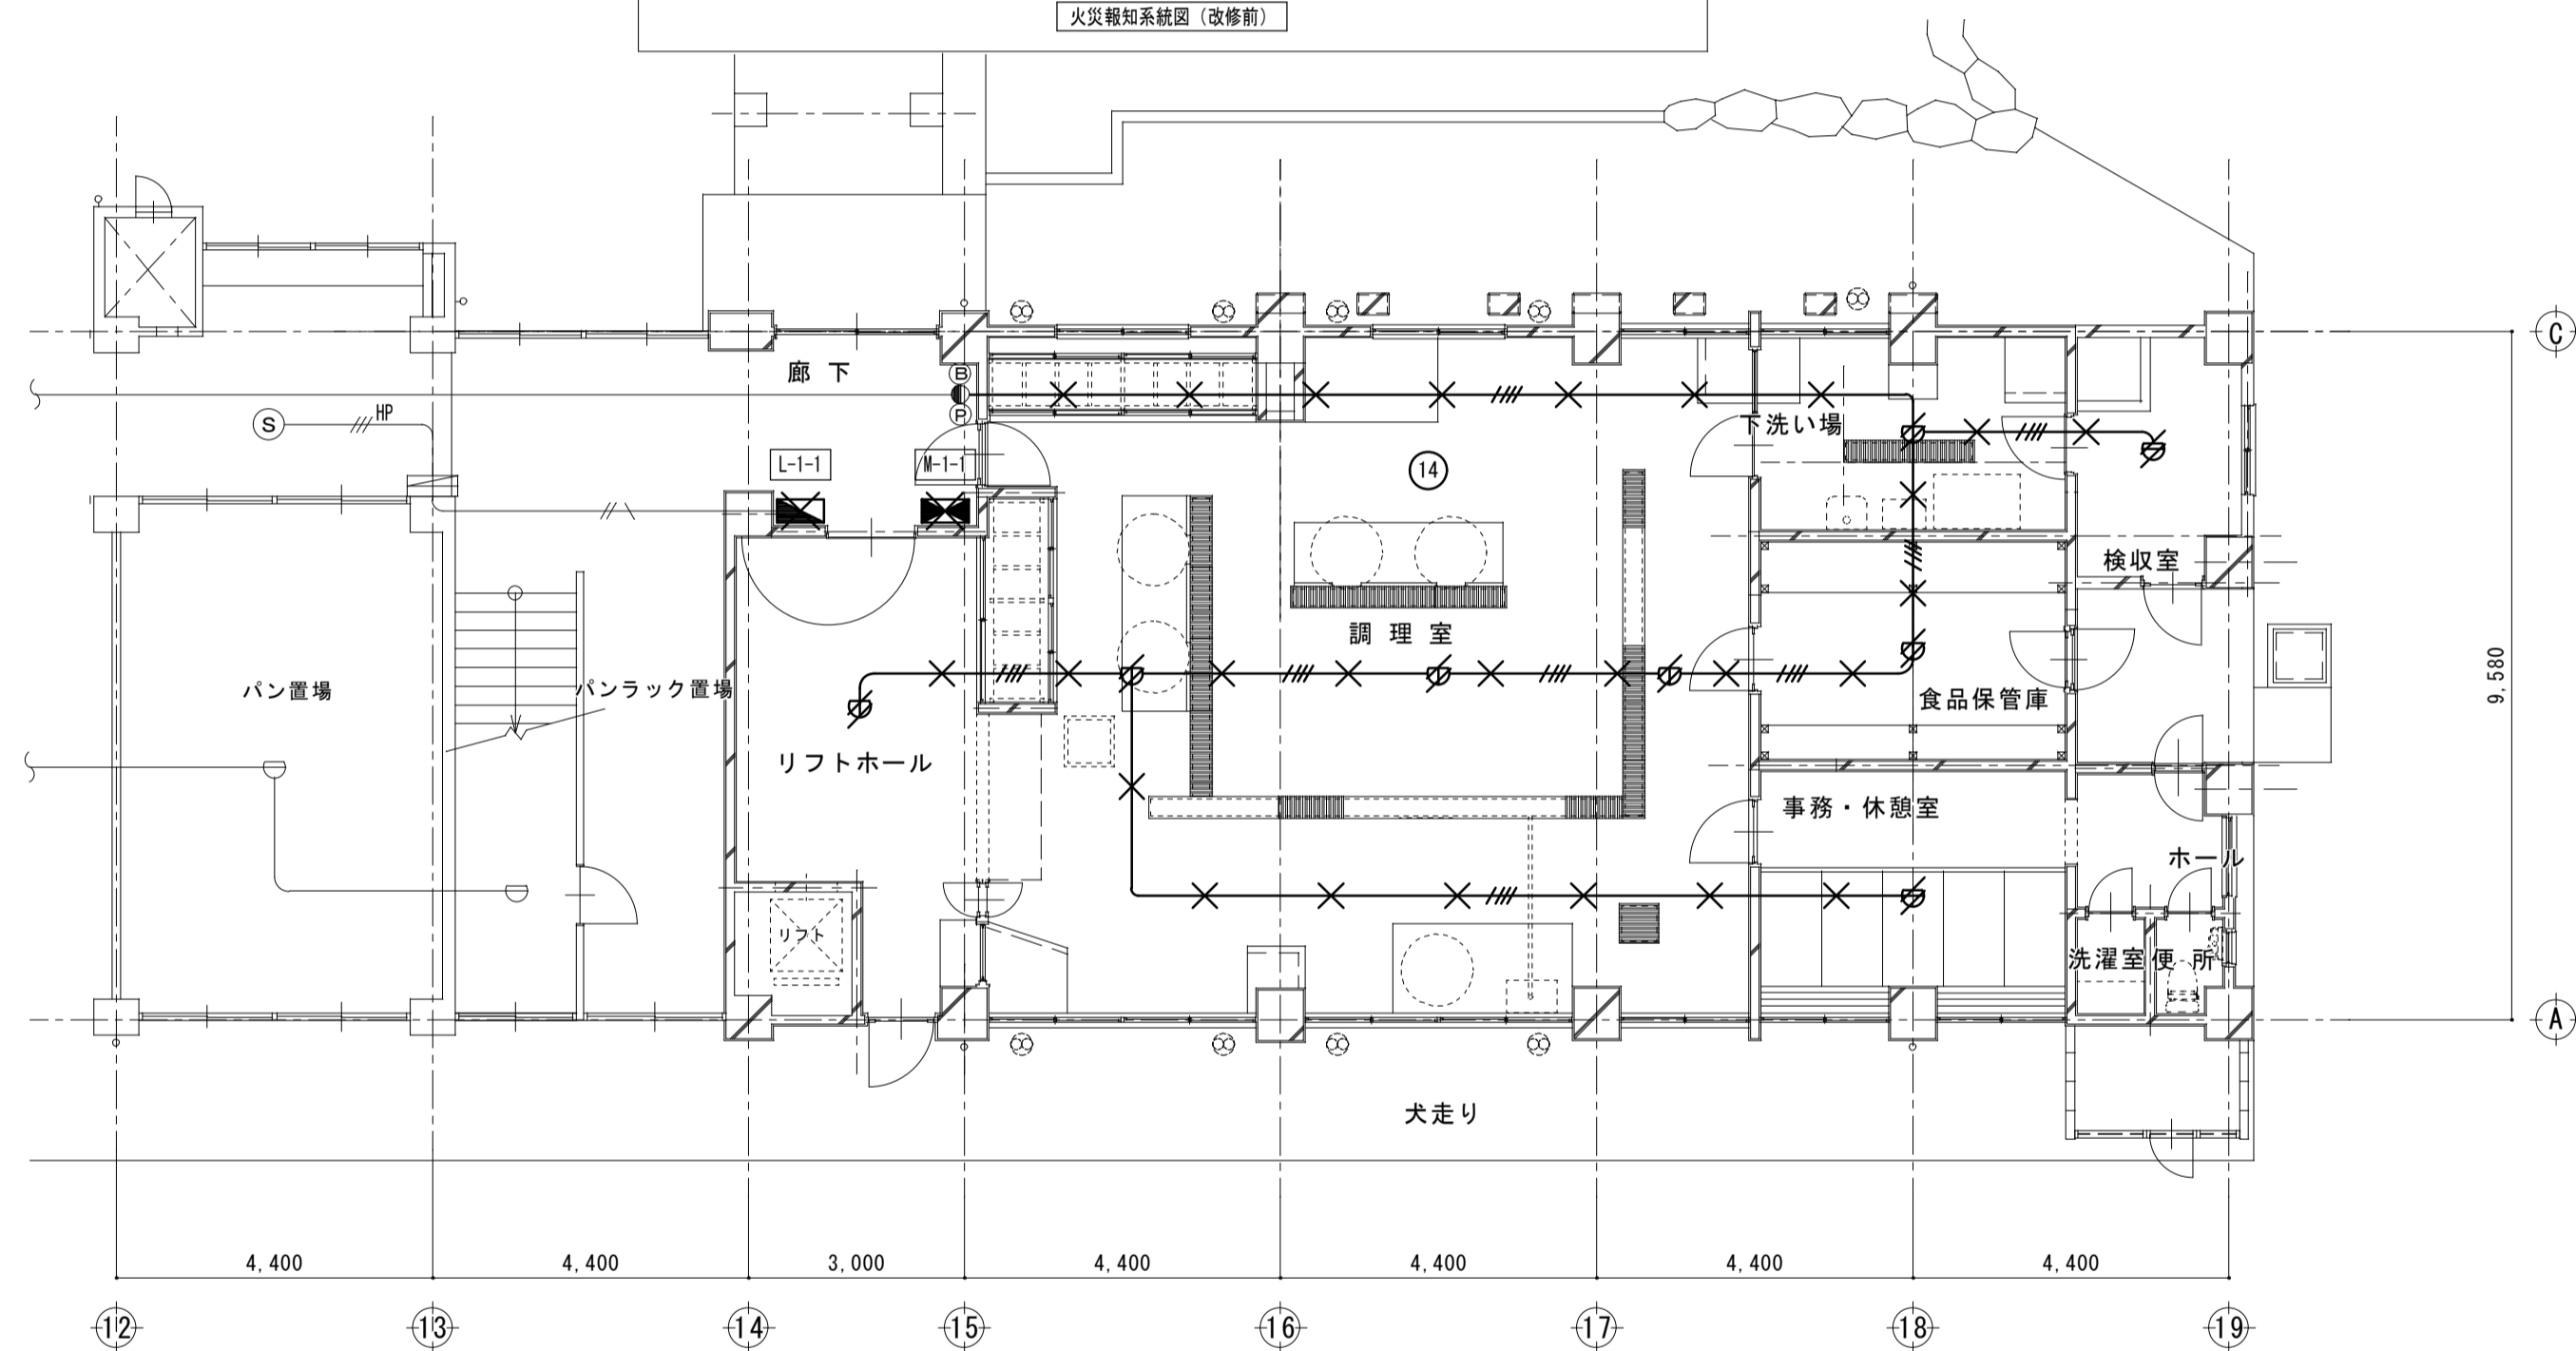 火災報知系統図（改修前）
C
廊 下
B
P
S
HP
下洗い場
L-1-1
M-1-1
14
検収室
調 理 室
パン置場
パンラック置場
食品保管庫
9,580
リフトホール
事務・休憩室
ホール
リフト
洗濯室
便 所
A
犬走り
4,400
4,400
3,000
4,400
4,400
4,400
4,400
12
13
14
15
16
17
18
19